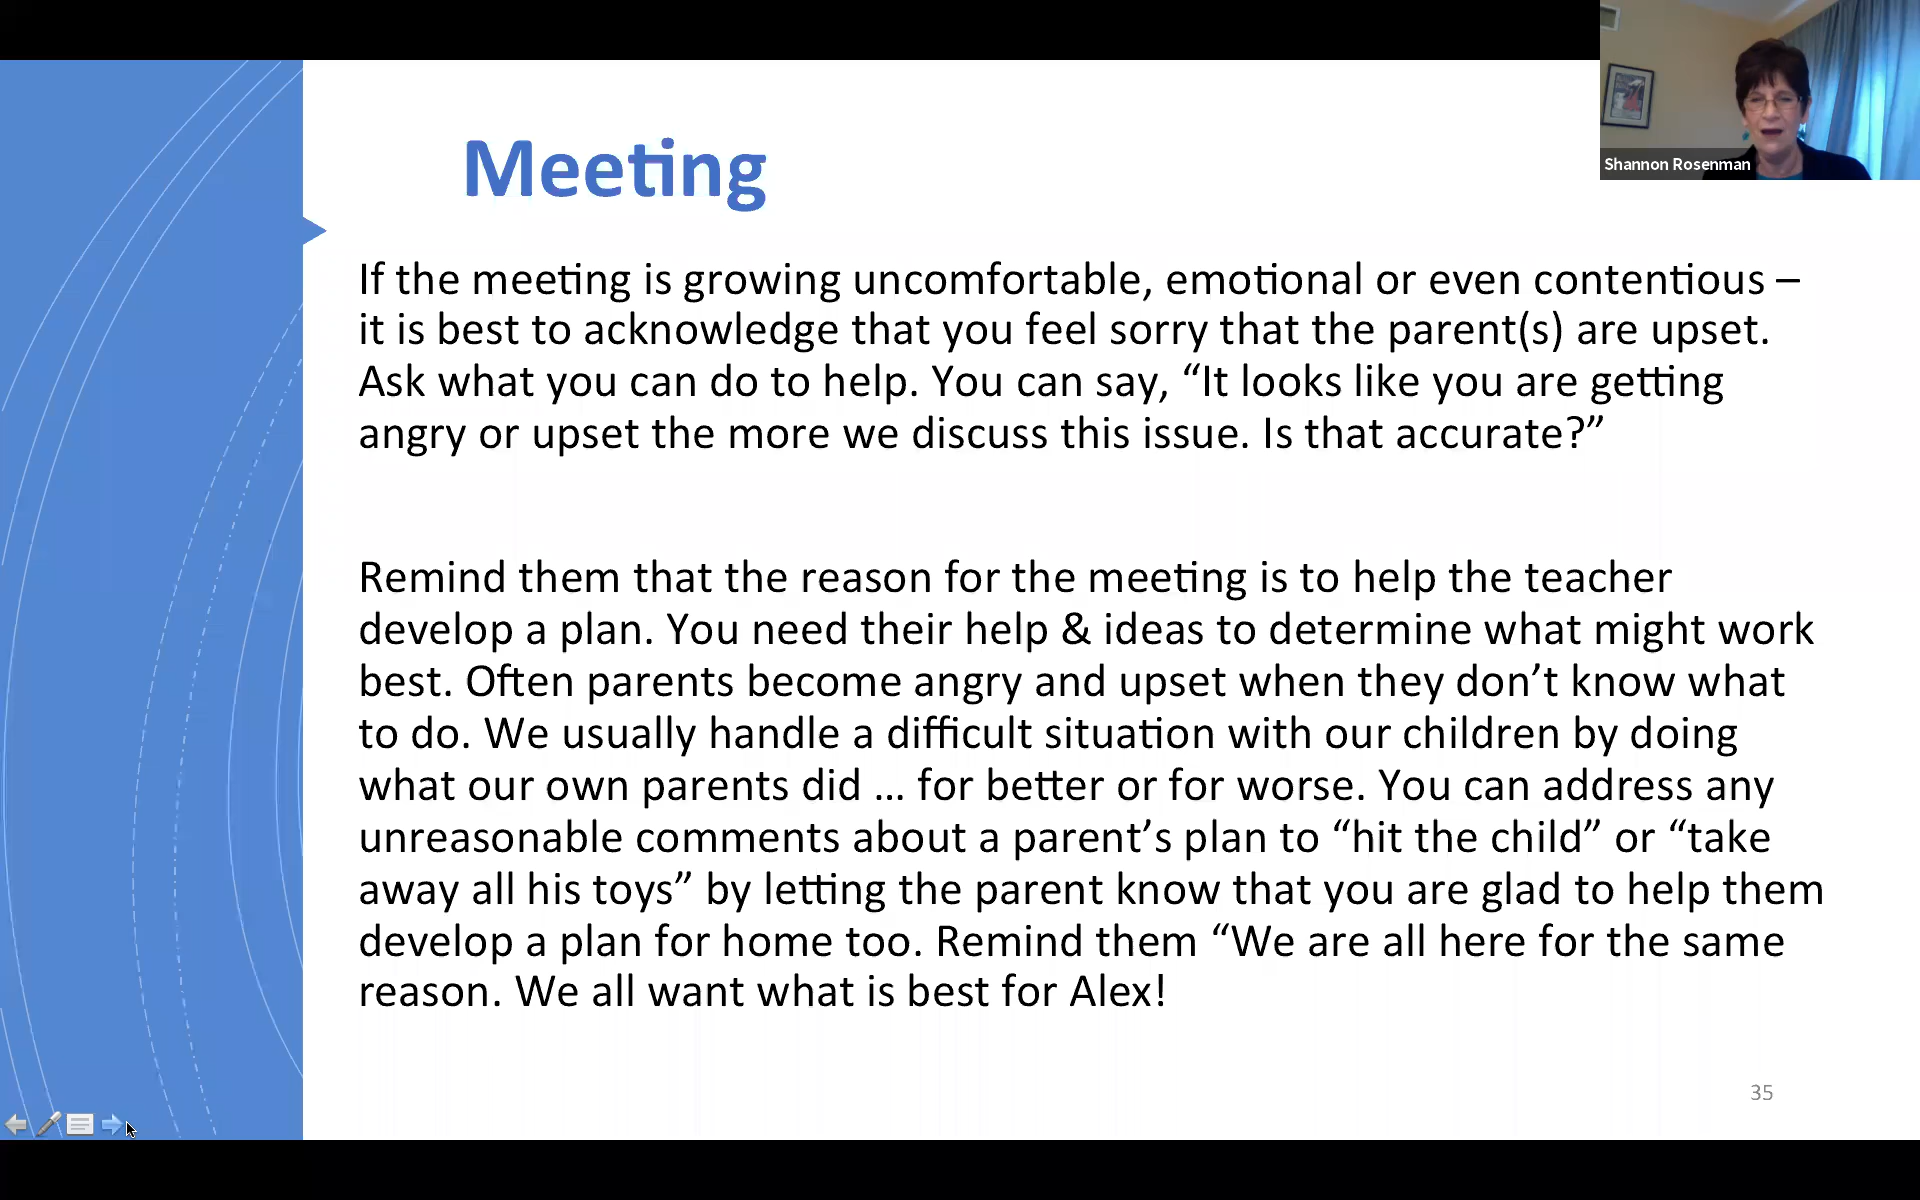 Shannon Rosenman
Meeting
If the meeting is growing uncomfortable, emotional or even contentious –
it is best to acknowledge that you feel sorry that the parent(s) are upset.
Ask what you can do to help. You can say, “It looks like you are getting
angry or upset the more we discuss this issue. Is that accurate?”
Remind them that the reason for the meeting is to help the teacher
develop a plan. You need their help & ideas to determine what might work
best. Often parents become angry and upset when they don’t know what
to do. We usually handle a difficult situation with our children by doing
what our own parents did … for better or for worse. You can address any
unreasonable comments about a parent’s plan to “hit the child” or “take
away all his toys” by letting the parent know that you are glad to help them
develop a plan for home too. Remind them “We are all here for the same
reason. We all want what is best for Alex!
35